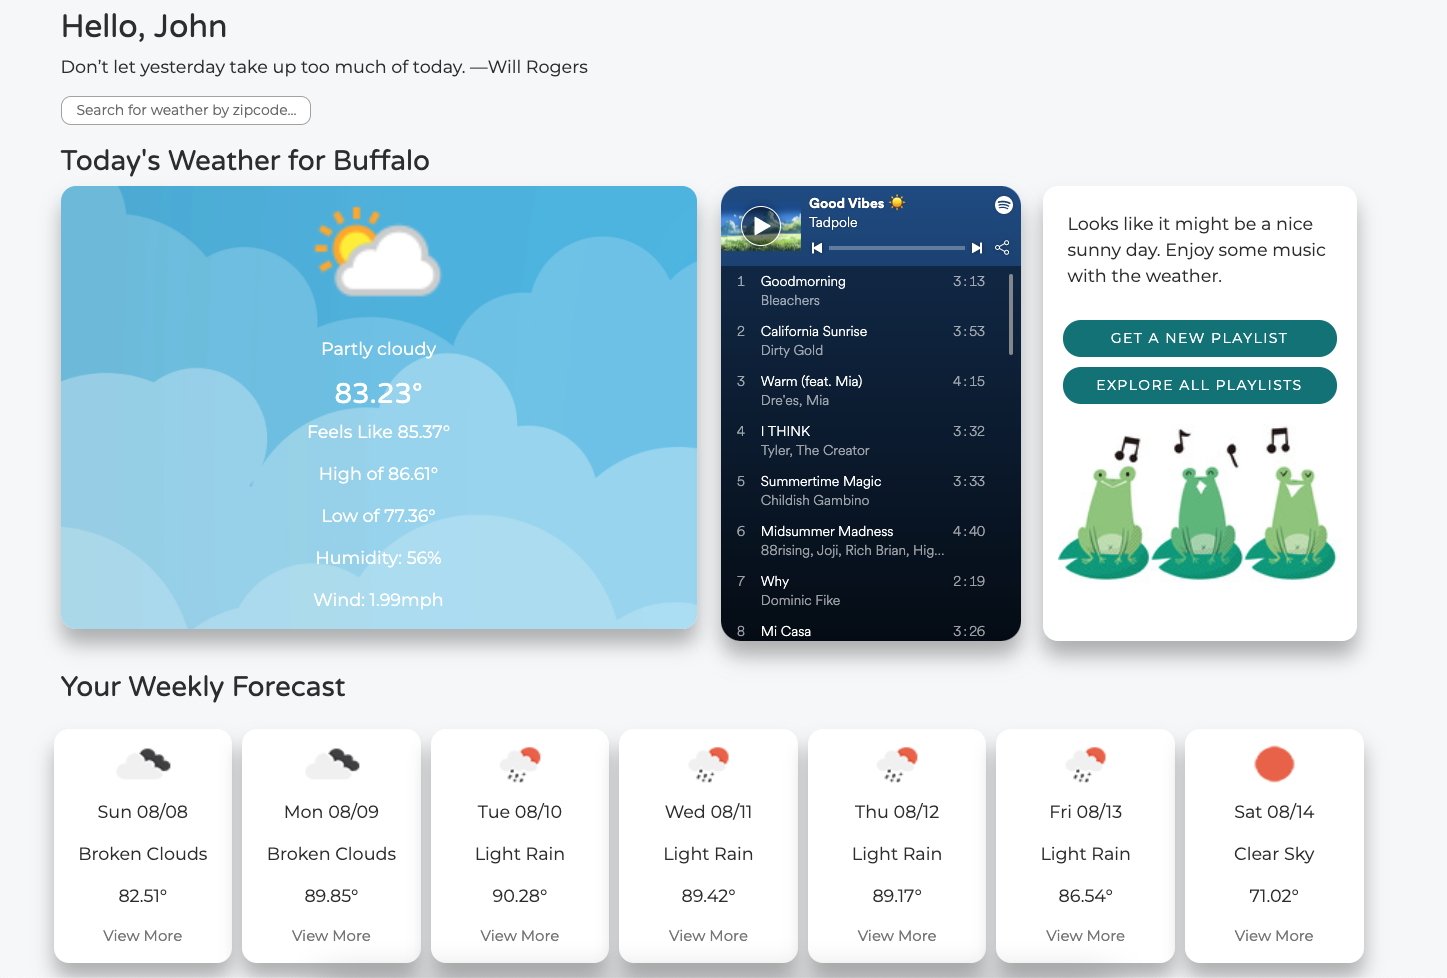 Hello, John
Don't let yesterday take up too much of today. —Will Rogers
Search for weather by zipcode...
Today's Weather for Buffalo
Partly cloudy
83.23°
Feels Like 85.37°
High of 86.61°
Low of 77.36°
Humidity: 56%
Wind: 1.99mph
Good Vibes ☀️
Tadpole
1 Goodmorning 3:13
Bleachers
2 California Sunrise 3:53
Dirty Gold
3 Warm (feat. Mia) 4:15
Dre'es, Mia
4 I THINK 3:32
Tyler, The Creator
5 Summertime Magic 3:33
Childish Gambino
6 Midsummer Madness 4:40
88rising, Joji, Rich Brian, Hig...
7 Why 2:19
Dominic Fike
8 Mi Casa 3:26
Looks like it might be a nice
sunny day. Enjoy some music
with the weather.
GET A NEW PLAYLIST
EXPLORE ALL PLAYLISTS
Your Weekly Forecast
Sun 08/08
Broken Clouds
82.51°
View More
Mon 08/09
Broken Clouds
89.85°
View More
Tue 08/10
Light Rain
90.28°
View More
Wed 08/11
Light Rain
89.42°
View More
Thu 08/12
Light Rain
89.17°
View More
Fri 08/13
Light Rain
86.54°
View More
Sat 08/14
Clear Sky
71.02°
View More